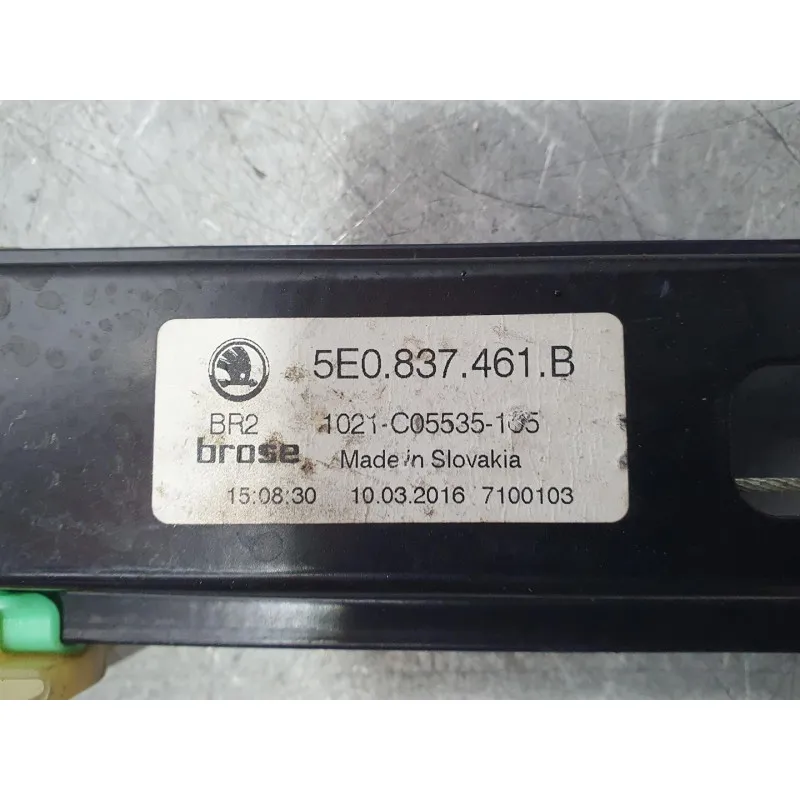 5E0.837.461.B
BR2 1021-C05535-105
brose Made in Slovakia
15:08:30 10.03.2016 7100103